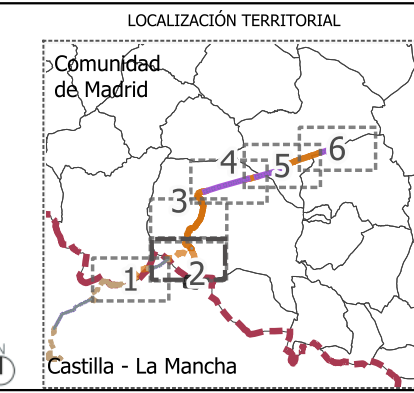 LOCALIZACIÓN TERRITORIAL
Comunidad
de Madrid
6
4
5
3
1
2
Castilla - La Mancha
N